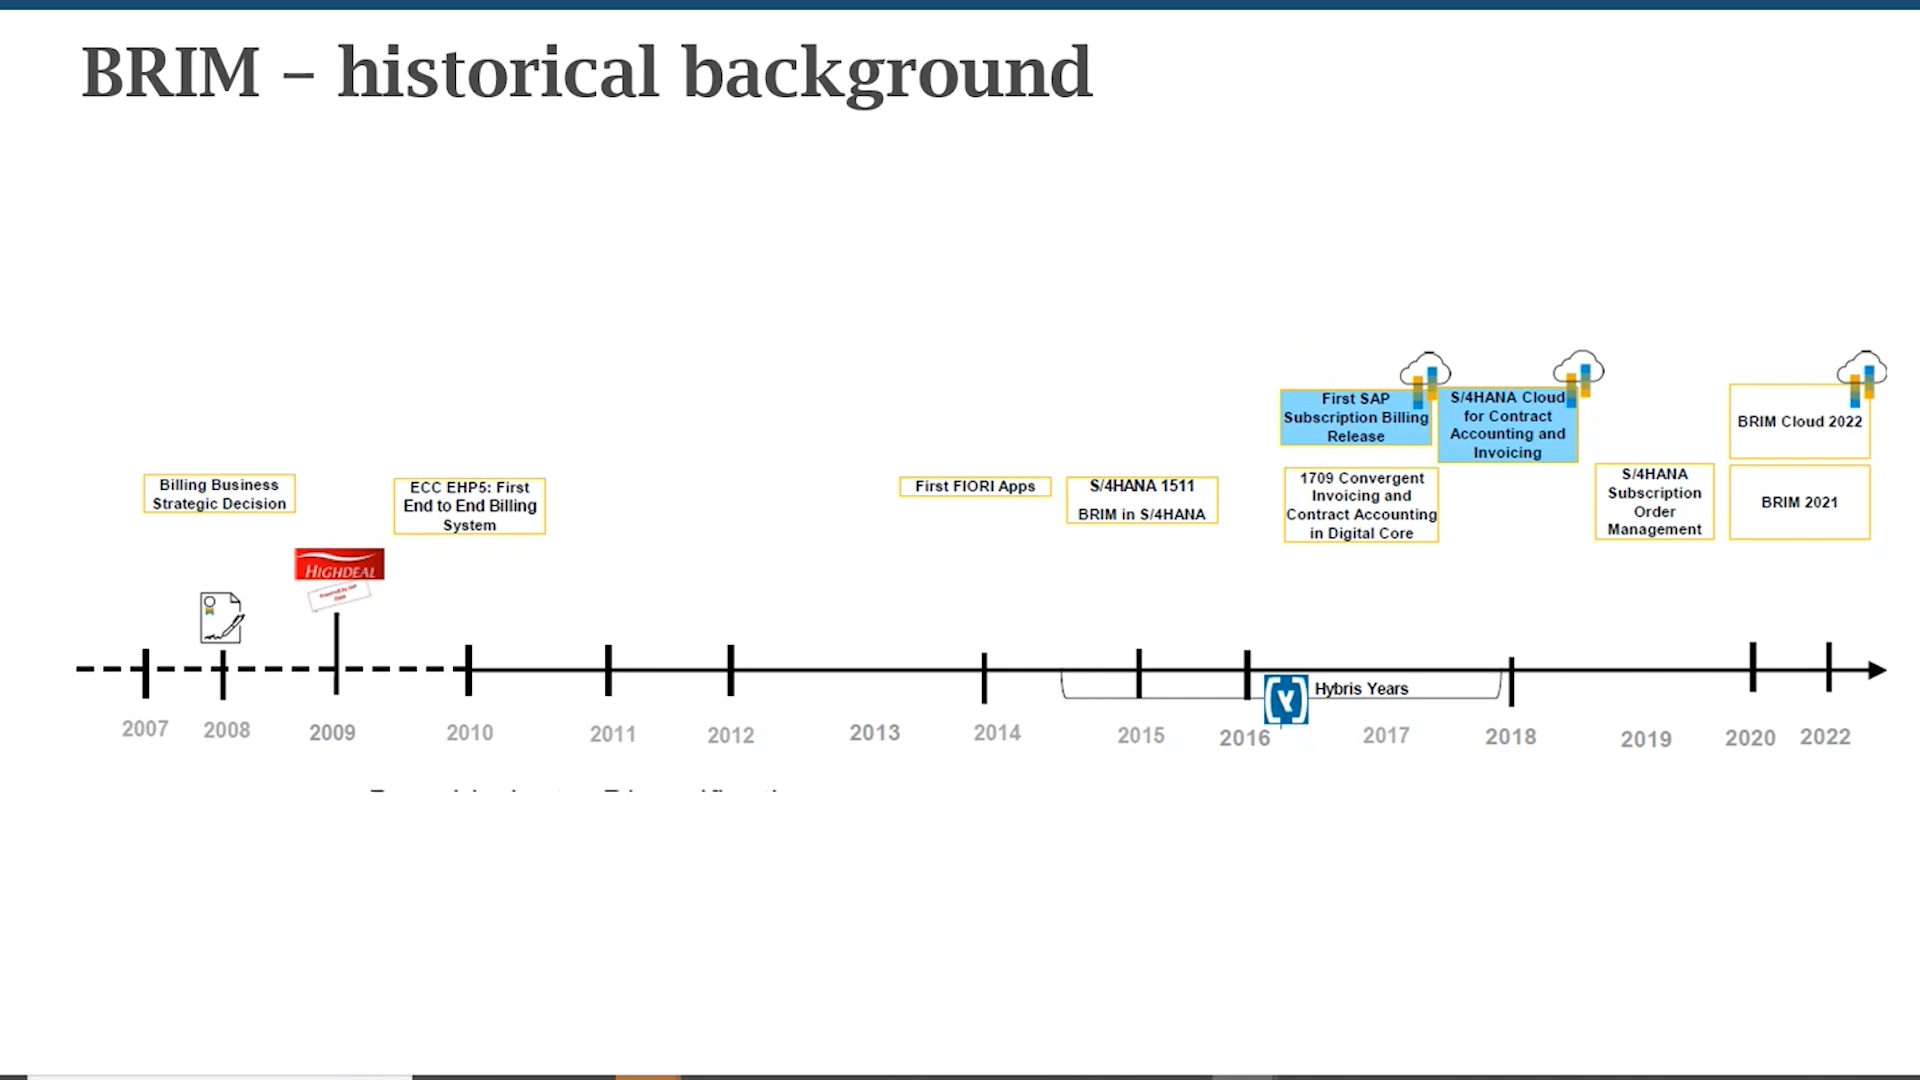 BRIM – historical background
First SAP
Subscription Billing
Release
S/4HANA Cloud
for Contract
Accounting and
Invoicing
BRIM Cloud 2022
Billing Business
Strategic Decision
ECC EHP5: First
End to End Billing
System
First FIORI Apps
S/4HANA 1511
BRIM in S/4HANA
1709 Convergent
Invoicing and
Contract Accounting
in Digital Core
S/4HANA
Subscription
Order
Management
BRIM 2021
HIGHDEAL
Hybris Years
2007
2008
2009
2010
2011
2012
2013
2014
2015
2016
2017
2018
2019
2020
2022